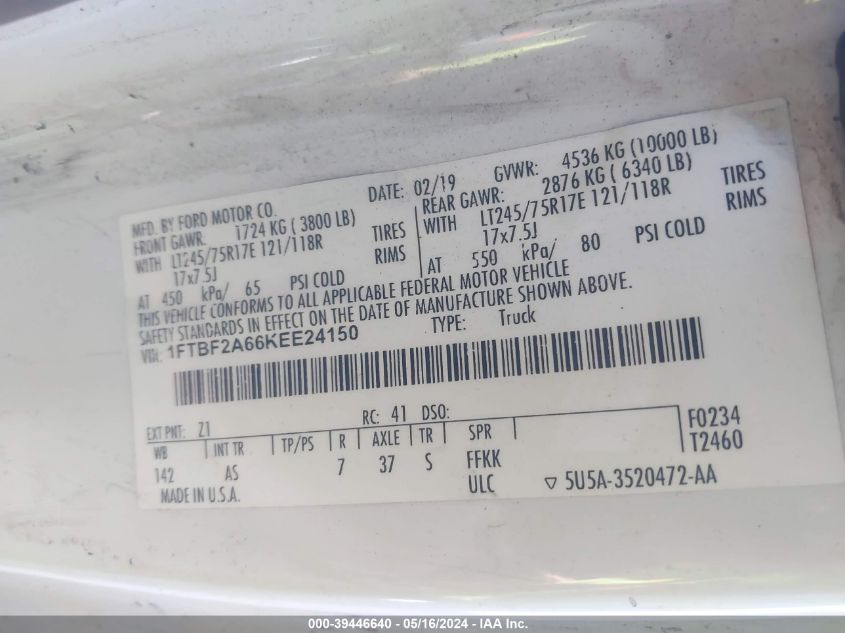 MFD. BY FORD MOTOR CO.
DATE: 02/19
GVWR: 4536 KG (10000 LB)
FRONT GAWR: 1724 KG ( 3800 LB)
REAR GAWR: 2876 KG ( 6340 LB)
WITH LT245/75R17E 121/118R TIRES
WITH LT245/75R17E 121/118R TIRES
17x7.5J RIMS
17x7.5J RIMS
AT 450 kPa/ 65 PSI COLD
AT 550 kPa/ 80 PSI COLD
THIS VEHICLE CONFORMS TO ALL APPLICABLE FEDERAL MOTOR VEHICLE
SAFETY STANDARDS IN EFFECT ON THE DATE OF MANUFACTURE SHOWN ABOVE.
VIN: 1FTBF2A66KEE24150
TYPE: Truck
EXT PNT: Z1 RC: 41 DSO:
WB INT TR TP/PS R AXLE TR SPR
142 AS 7 37 S FFKK
ULC
F0234
T2460
MADE IN U.S.A.
▽ 5U5A-3520472-AA
000-39446640 - 05/16/2024 - IAA Inc.